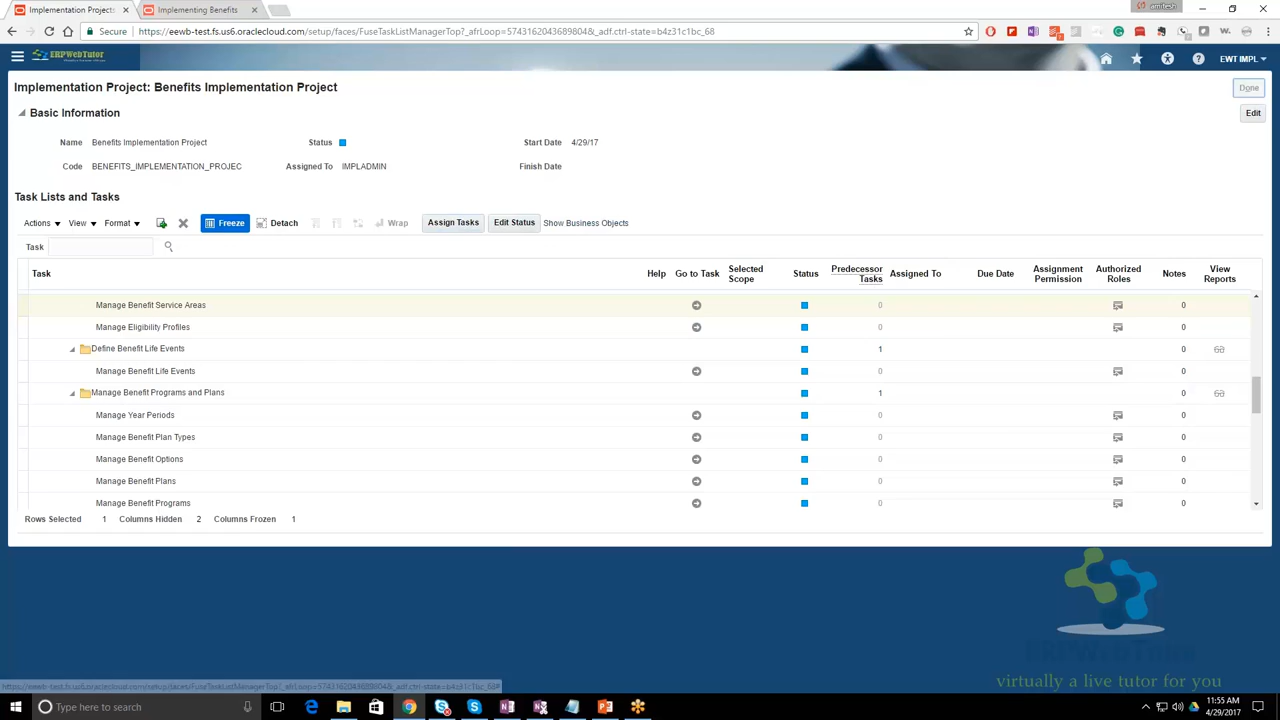 Implementation Project:
Implementing Benefits
amitesh
Secure
https://eewb-test.fs.us6.oraclecloud.com/setup/faces/FuseTaskListManagerTop?_afrLoop=5743162043689804&_adf.ctrl-state=b4z31c1bc_68
ERPWebTutor
EWT IMPL
Implementation Project: Benefits Implementation Project
Done
Basic Information
Edit
Name Benefits Implementation Project Status Start Date 4/29/17
Code BENEFITS_IMPLEMENTATION_PROJEC Assigned To IMPLADMIN Finish Date
Task Lists and Tasks
Actions View Format Freeze Detach Wrap Assign Tasks Edit Status Show Business Objects
Task
Task Help Go to Task Selected Scope Status Predecessor Tasks Assigned To Due Date Assignment Permission Authorized Roles Notes View Reports
Manage Benefit Service Areas 0 0
Manage Eligibility Profiles 0 0
Define Benefit Life Events 1 0
Manage Benefit Life Events 0 0
Manage Benefit Programs and Plans 1 0
Manage Year Periods 0 0
Manage Benefit Plan Types 0 0
Manage Benefit Options 0 0
Manage Benefit Plans 0 0
Manage Benefit Programs 0 0
Rows Selected 1 Columns Hidden 2 Columns Frozen 1
virtually a live tutor for you
Type here to search
11:55 AM
4/29/2017